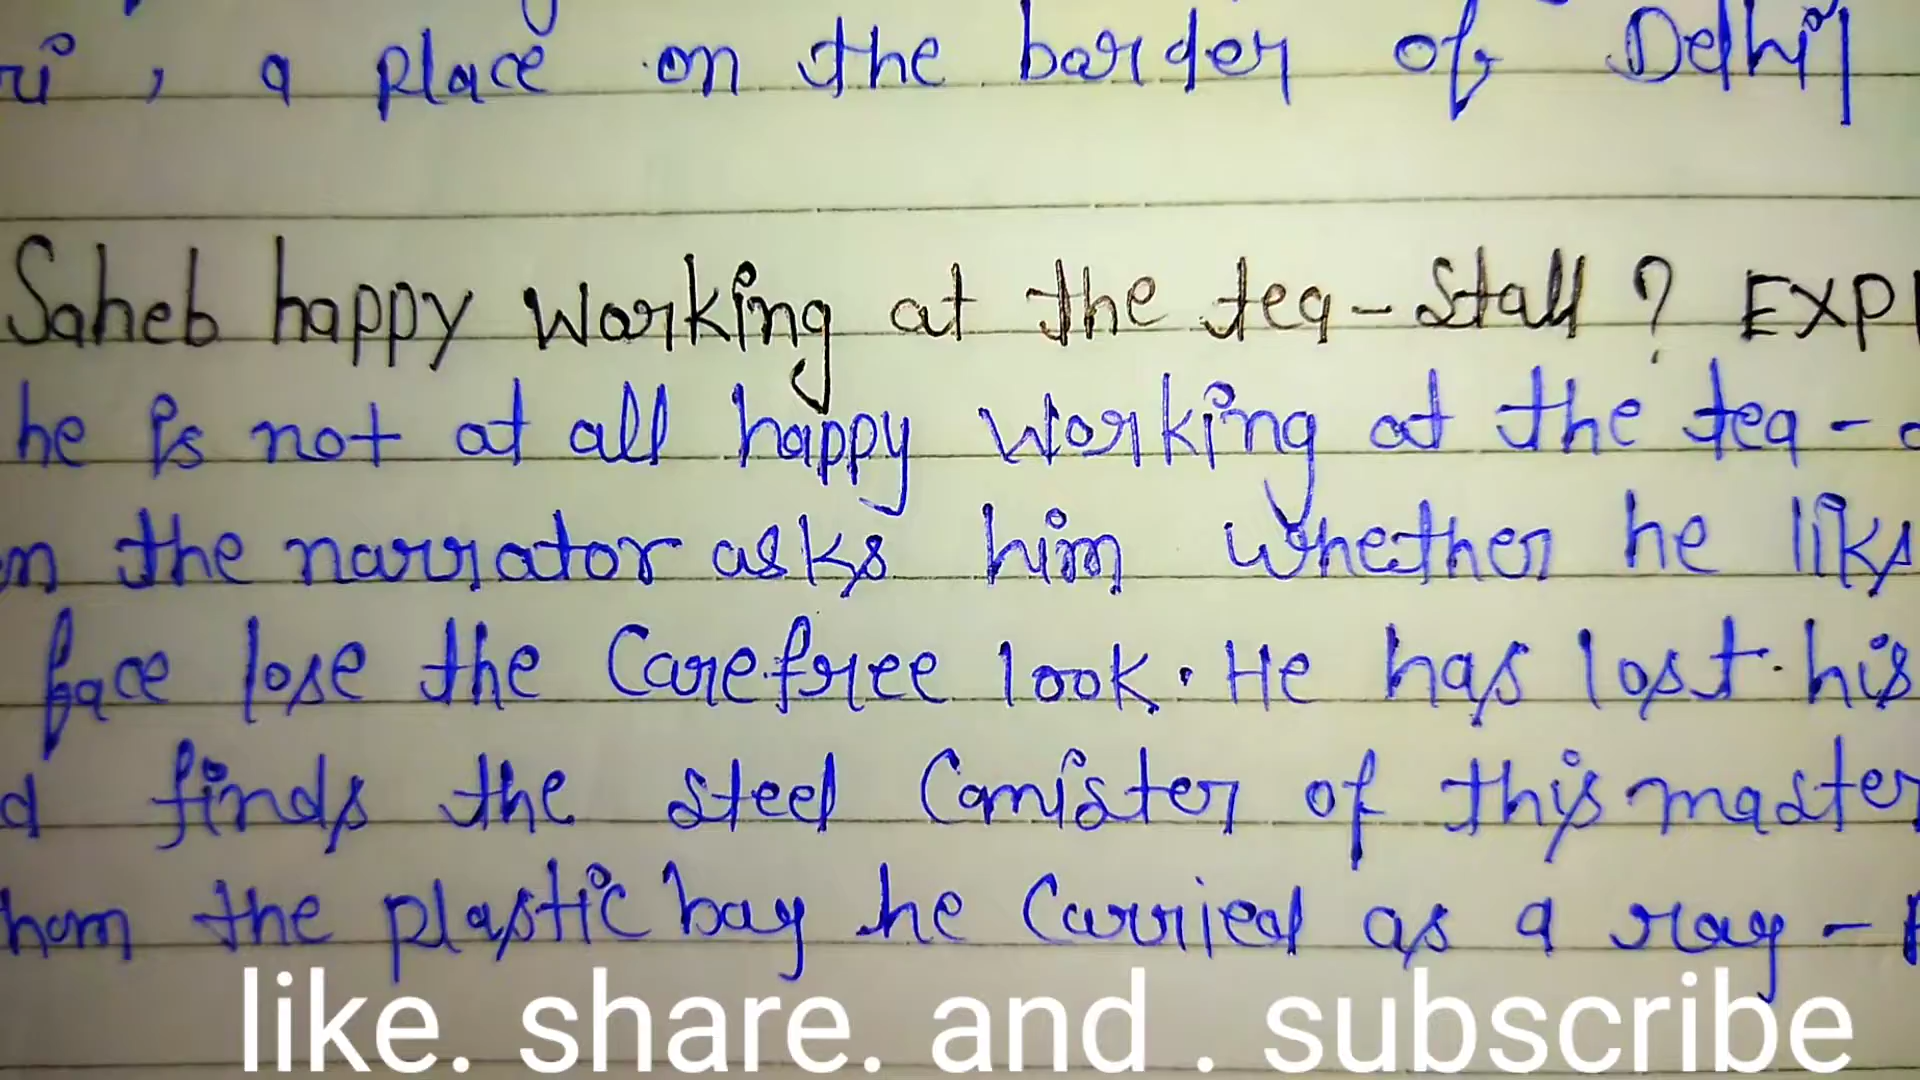 , a place on the border of Delhi
Saheb happy working at the tea-stall? EXPL
he is not at all happy working at the tea-
the narrator asks him whether he liks
face lose the carefree look. He has lost his
finds the steel canister of this master
the plastic bag he carried as a rag-
like. share. and . subscribe